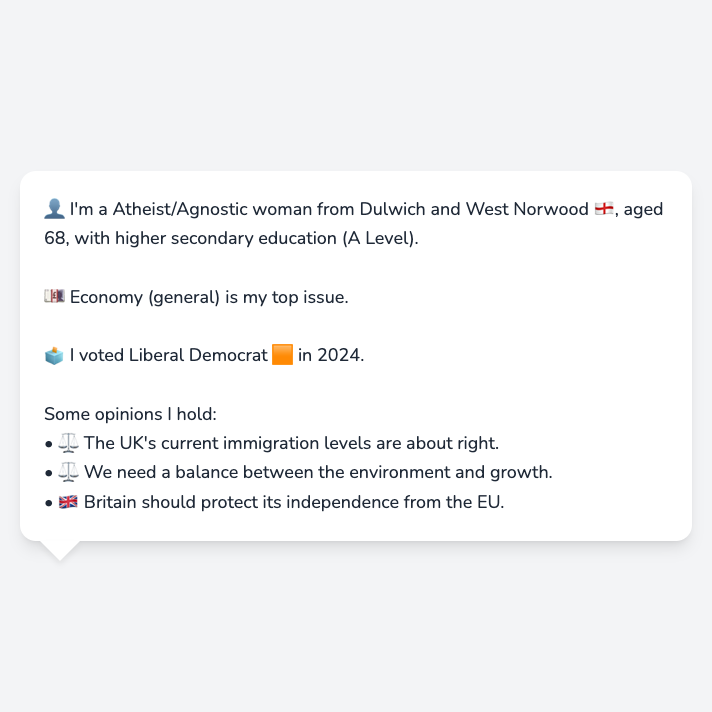 👤 I'm a Atheist/Agnostic woman from Dulwich and West Norwood 🏴󠁧󠁢󠁥󠁮󠁧󠁿, aged
68, with higher secondary education (A Level).
💷 Economy (general) is my top issue.
🗳️ I voted Liberal Democrat 🟧 in 2024.
Some opinions I hold:
• ⚖️ The UK's current immigration levels are about right.
• ⚖️ We need a balance between the environment and growth.
• 🇬🇧 Britain should protect its independence from the EU.